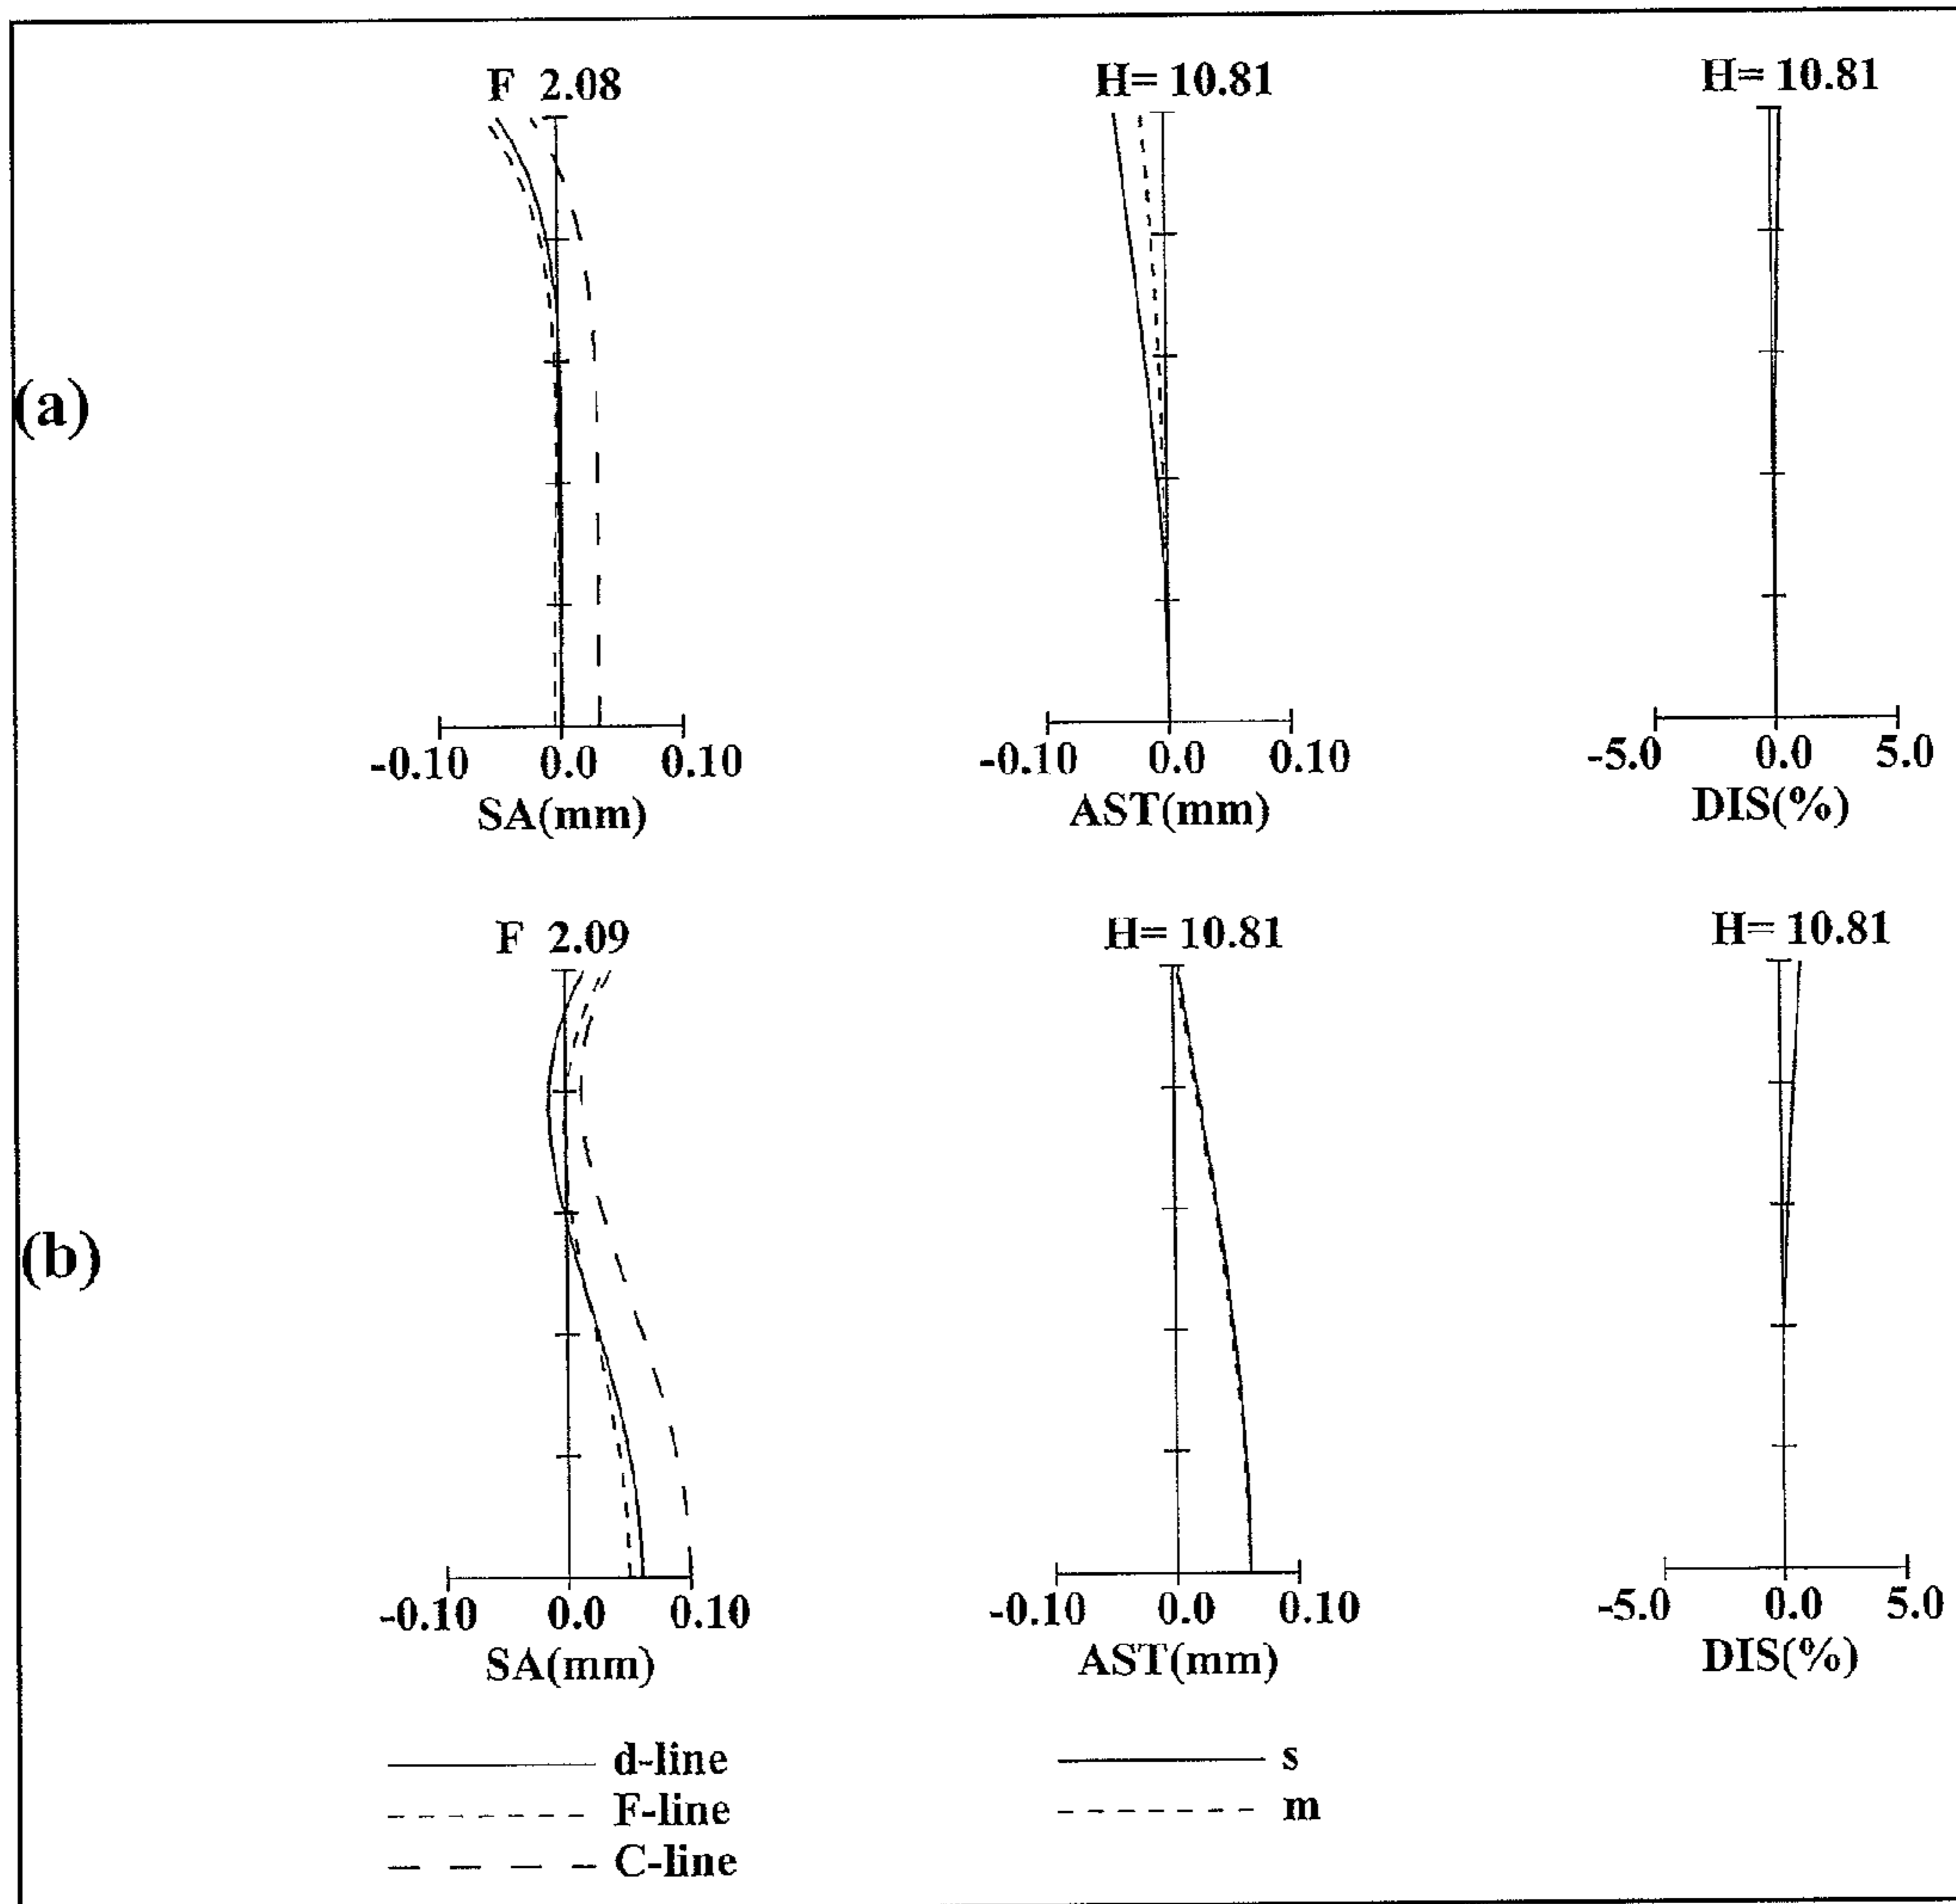 F 2.08
H= 10.81
H= 10.81
(a)
-0.10 0.0 0.10
SA(mm)
-0.10 0.0 0.10
AST(mm)
-5.0 0.0 5.0
DIS(%)
F 2.09
H= 10.81
H= 10.81
(b)
-0.10 0.0 0.10
SA(mm)
-0.10 0.0 0.10
AST(mm)
-5.0 0.0 5.0
DIS(%)
d-line
F-line
C-line
s
m